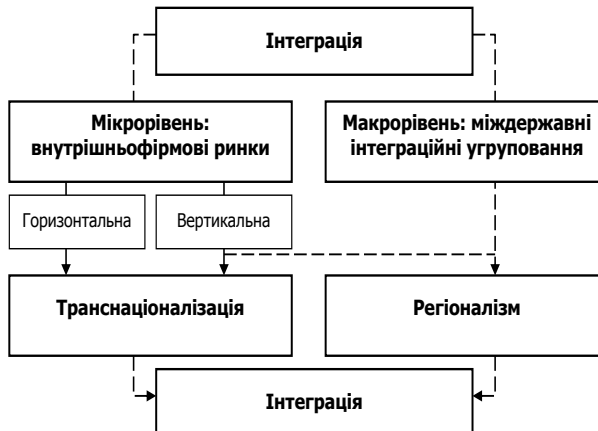 Інтеграція
Мікрорівень:
внутрішньофірмові ринки
Макрорівень: міждержавні
інтеграційні угруповання
Горизонтальна
Вертикальна
Транснаціоналізація
Регіоналізм
Інтеграція